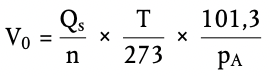 V₀ = Qₛ/n × T/273 × 101,3/p_A